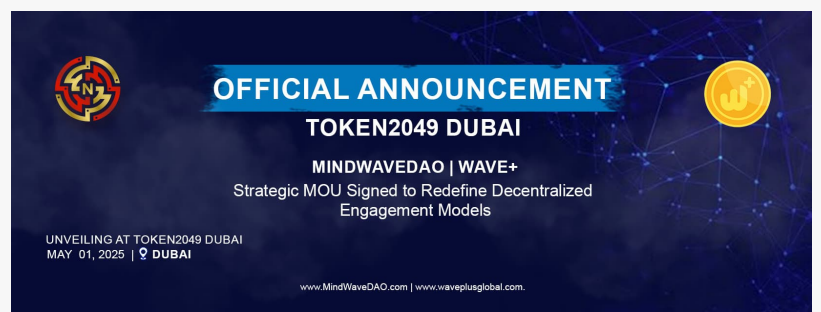 OFFICIAL ANNOUNCEMENT
TOKEN2049 DUBAI
MINDWAVEDAO | WAVE+
Strategic MOU Signed to Redefine Decentralized
Engagement Models
UNVEILING AT TOKEN2049 DUBAI
MAY 01, 2025 | DUBAI
www.MindWaveDAO.com | www.waveplusglobal.com.
N
w+